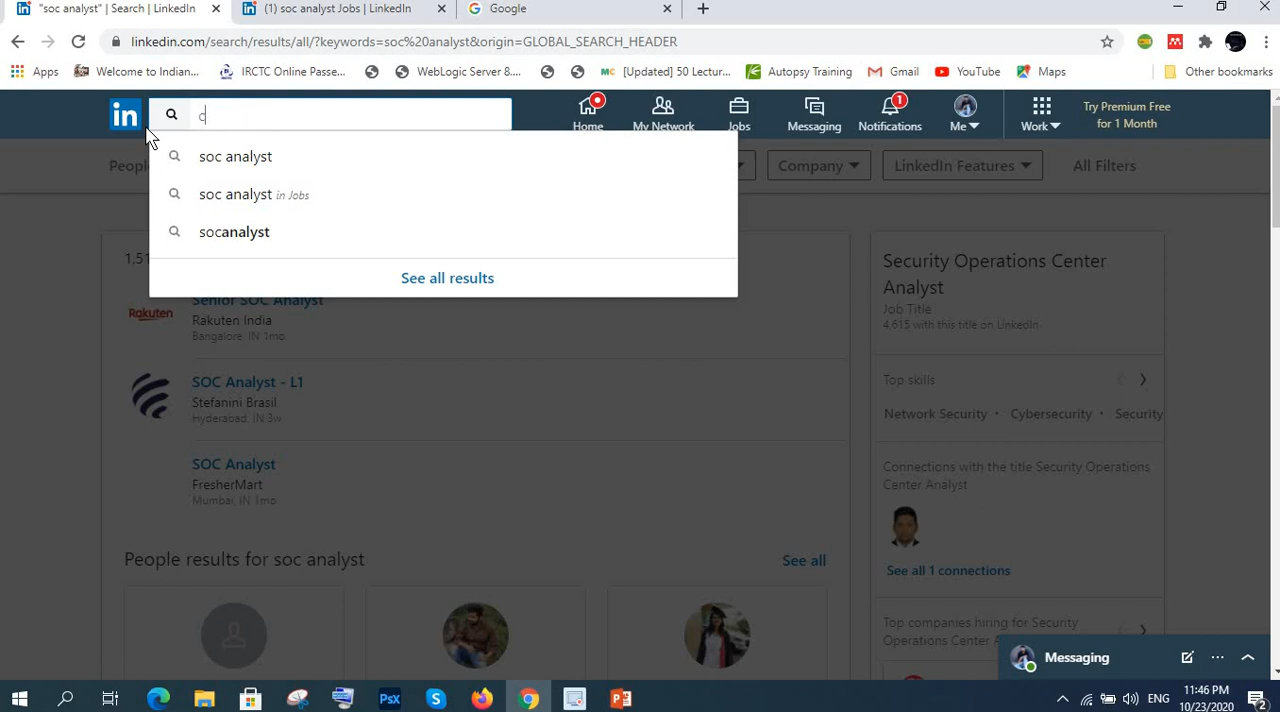 "soc analyst" | Search | LinkedIn
(1) soc analyst Jobs | LinkedIn
Google
linkedin.com/search/results/all/?keywords=soc%20analyst&origin=GLOBAL_SEARCH_HEADER
Apps
Welcome to Indian...
IRCTC Online Passe...
WebLogic Server 8....
[Updated] 50 Lectur...
Autopsy Training
Gmail
YouTube
Maps
Other bookmarks
in
c
Home
My Network
Jobs
Messaging
1
Notifications
Me
Work
Try Premium Free
for 1 Month
Company
LinkedIn Features
All Filters
soc analyst
soc analyst in Jobs
socanalyst
See all results
Senior SOC Analyst
Rakuten
Rakuten India
Bangalore, IN 1mo
SOC Analyst - L1
Stefanini Brasil
Hyderabad, IN 3w
SOC Analyst
FresherMart
Mumbai, IN 1mo
People results for soc analyst
See all
Security Operations Center
Analyst
Job Title
4,615 with this title on LinkedIn
Top skills
Network Security • Cybersecurity • Security
Connections with the title Security Operations
Center Analyst
See all 1 connections
Top companies hiring for Security
Operations Center
Messaging
PsX
ENG
11:46 PM
10/23/2020
2